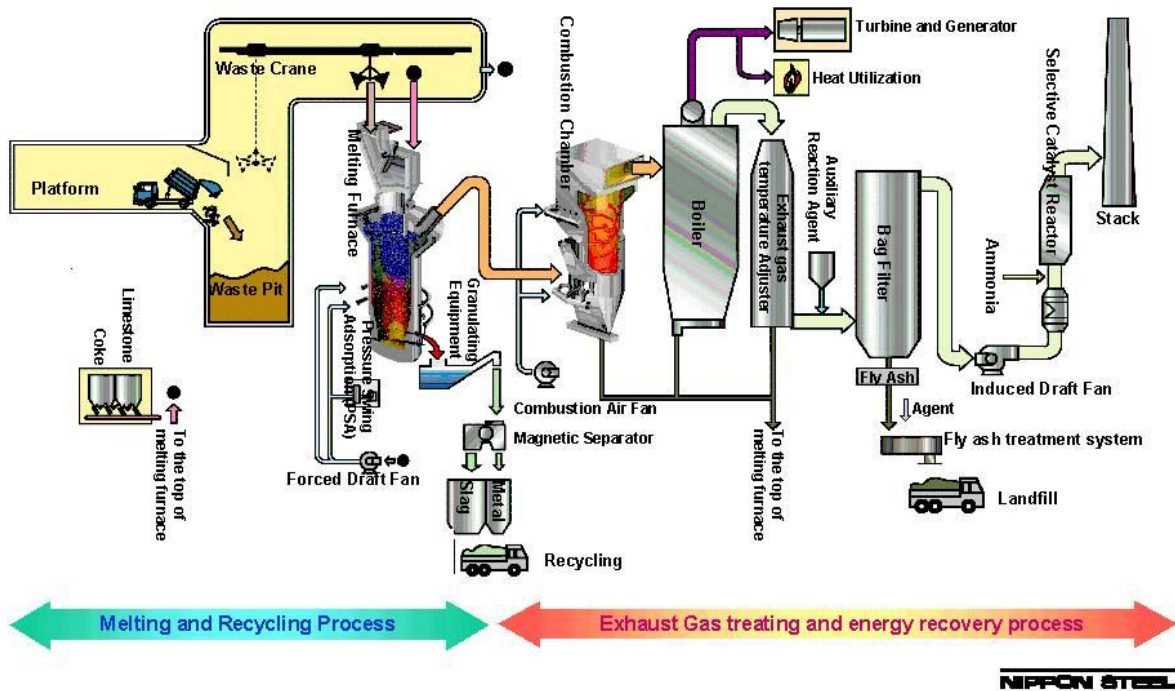 Waste Crane
Platform
Waste Pit
Limestone
Coke
To the top of
melting furnace
Melting Furnace
Pressure Swing
Adsorption(PSA)
Forced Draft Fan
Granulating
Equipment
Combustion Air Fan
Magnetic Separator
Slag
Metal
Recycling
Combustion Chamber
Boiler
Turbine and Generator
Heat Utilization
Exhaust gas
temperature Adjuster
To the top of
melting furnace
Auxiliary
Reaction Agent
Bag Filter
Fly Ash
Agent
Fly ash treatment system
Landfill
Ammonia
Induced Draft Fan
Selective Catalyst
Reactor
Stack
Melting and Recycling Process
Exhaust Gas treating and energy recovery process
NIPPON STEEL